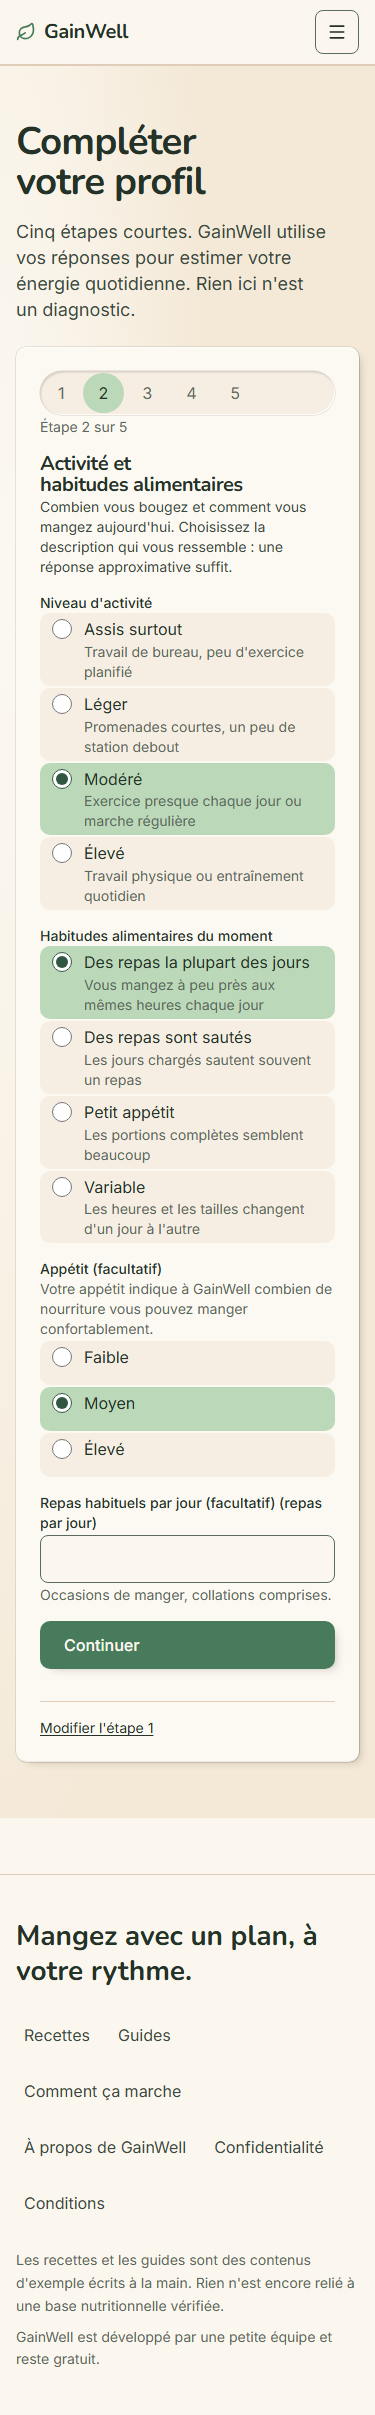 GainWell
Compléter
votre profil
Cinq étapes courtes. GainWell utilise
vos réponses pour estimer votre
énergie quotidienne. Rien ici n'est
un diagnostic.
1 2 3 4 5
Étape 2 sur 5
Activité et
habitudes alimentaires
Combien vous bougez et comment vous
mangez aujourd'hui. Choisissez la
description qui vous ressemble : une
réponse approximative suffit.
Niveau d'activité
Assis surtout
Travail de bureau, peu d'exercice
planifié
Léger
Promenades courtes, un peu de
station debout
Modéré
Exercice presque chaque jour ou
marche régulière
Élevé
Travail physique ou entraînement
quotidien
Habitudes alimentaires du moment
Des repas la plupart des jours
Vous mangez à peu près aux
mêmes heures chaque jour
Des repas sont sautés
Les jours chargés sautent souvent
un repas
Petit appétit
Les portions complètes semblent
beaucoup
Variable
Les heures et les tailles changent
d'un jour à l'autre
Appétit (facultatif)
Votre appétit indique à GainWell combien de
nourriture vous pouvez manger
confortablement.
Faible
Moyen
Élevé
Repas habituels par jour (facultatif) (repas
par jour)
Occasions de manger, collations comprises.
Continuer
Modifier l'étape 1
Mangez avec un plan, à
votre rythme.
Recettes Guides
Comment ça marche
À propos de GainWell Confidentialité
Conditions
Les recettes et les guides sont des contenus
d'exemple écrits à la main. Rien n'est encore relié à
une base nutritionnelle vérifiée.
GainWell est développé par une petite équipe et
reste gratuit.